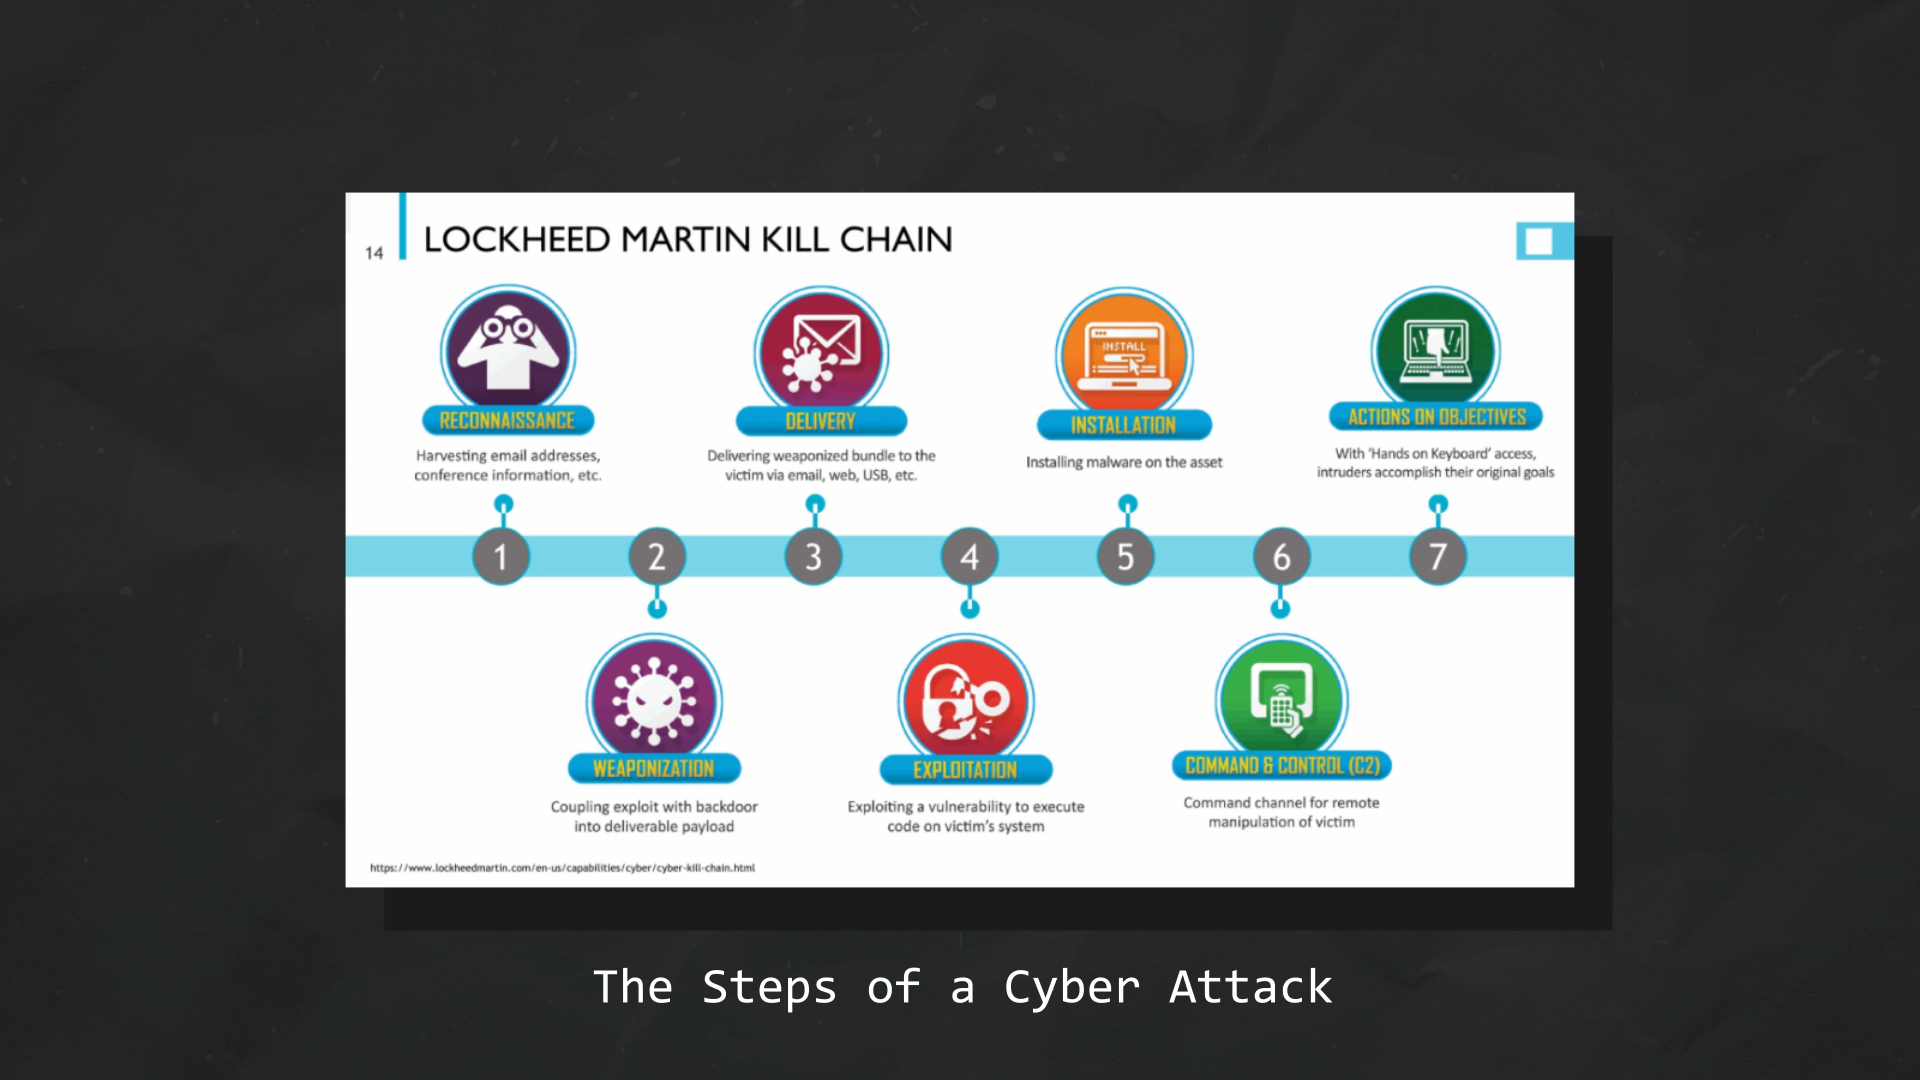 14
LOCKHEED MARTIN KILL CHAIN
RECONNAISSANCE
Harvesting email addresses,
conference information, etc.
DELIVERY
Delivering weaponized bundle to the
victim via email, web, USB, etc.
INSTALL
INSTALLATION
Installing malware on the asset
ACTIONS ON OBJECTIVES
With 'Hands on Keyboard' access,
intruders accomplish their original goals
1
2
3
4
5
6
7
WEAPONIZATION
Coupling exploit with backdoor
into deliverable payload
EXPLOITATION
Exploiting a vulnerability to execute
code on victim's system
COMMAND & CONTROL (C2)
Command channel for remote
manipulation of victim
https://www.lockheedmartin.com/en-us/capabilities/cyber/cyber-kill-chain.html
The Steps of a Cyber Attack